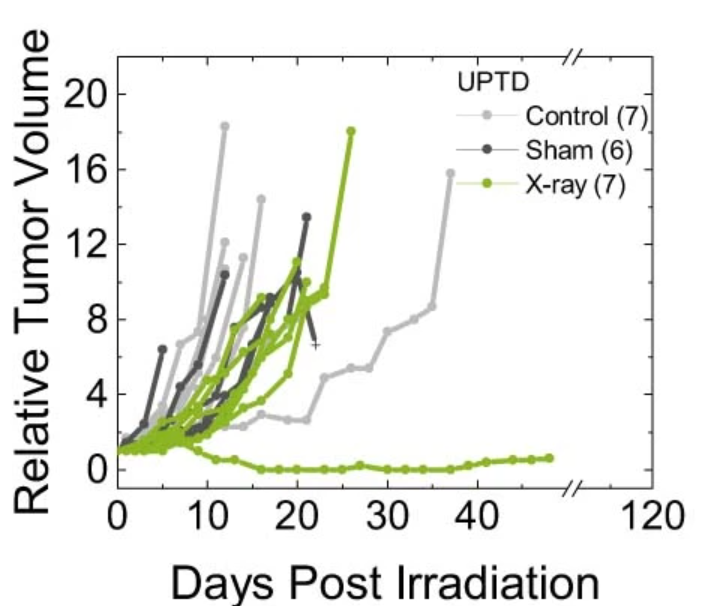 Relative Tumor Volume
20
16
12
8
4
0
UPTD
Control (7)
Sham (6)
X-ray (7)
0 10 20 30 40 120
Days Post Irradiation